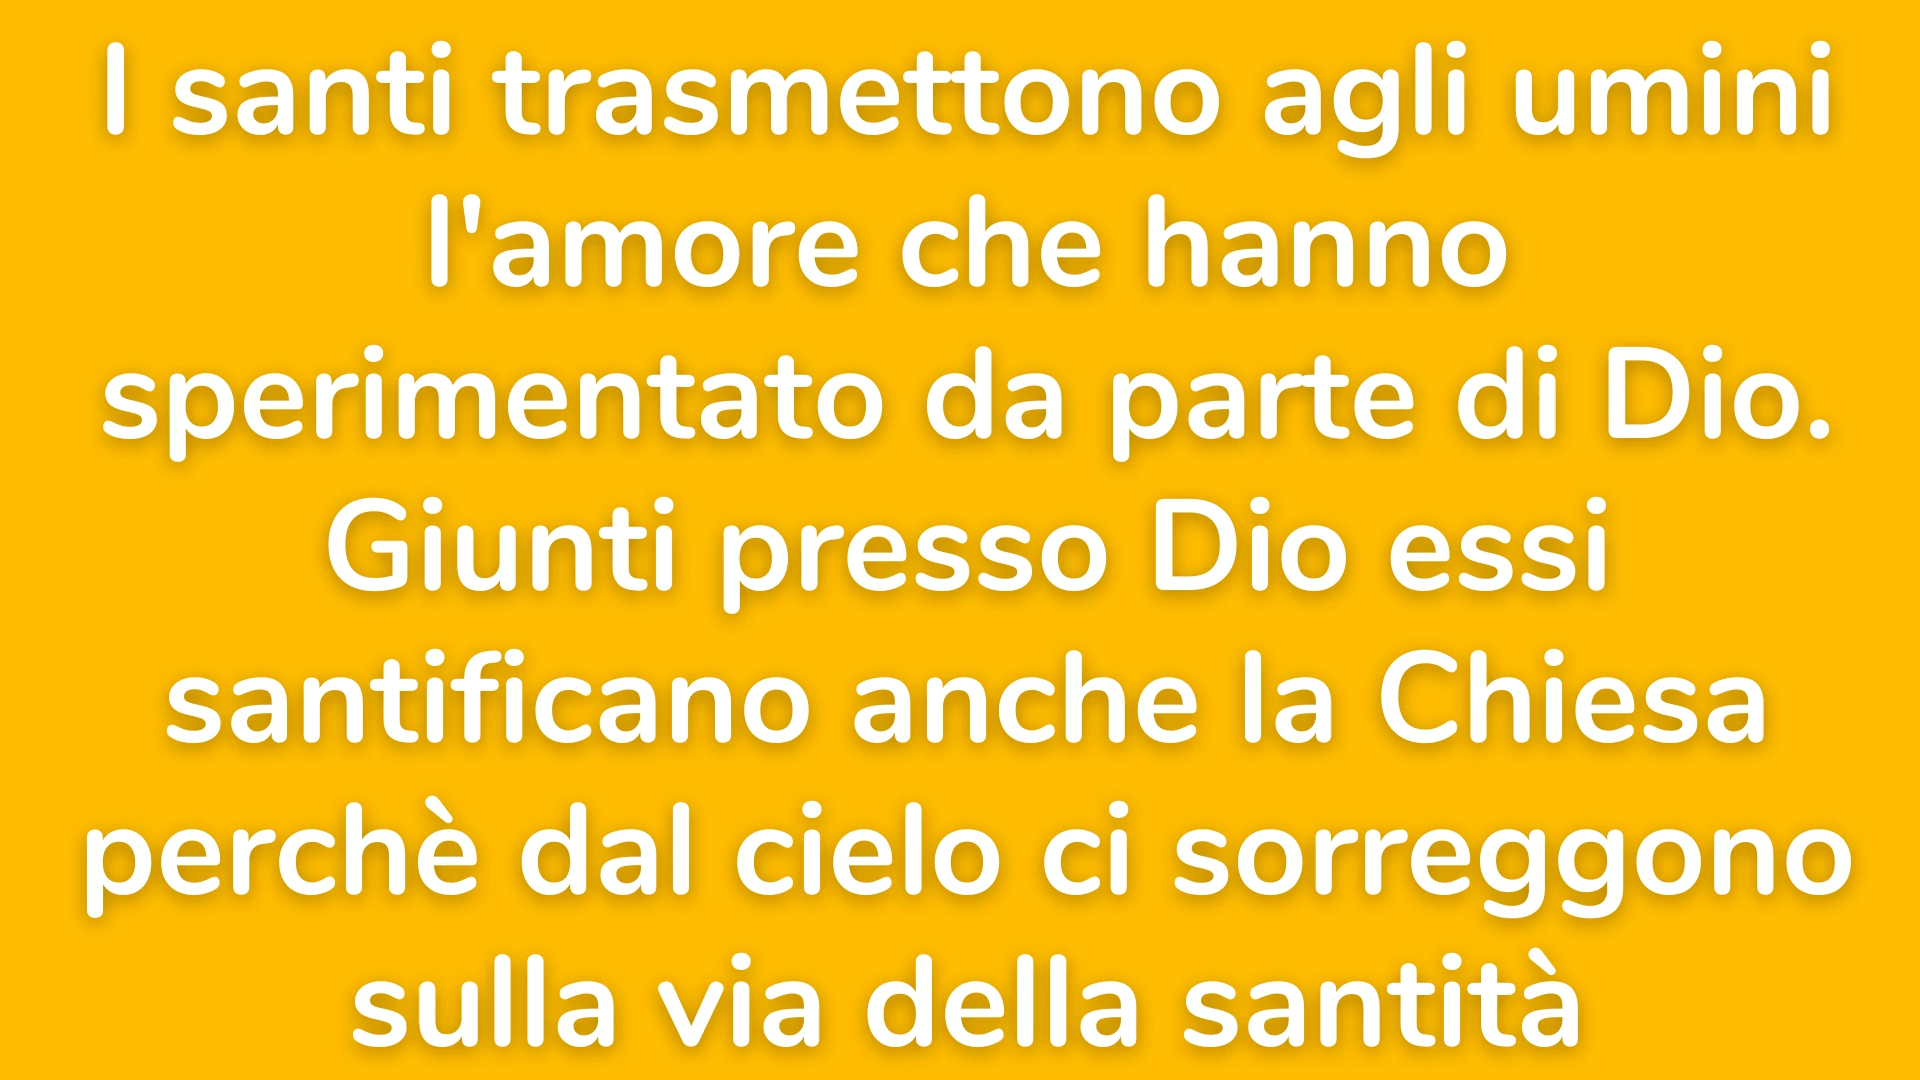 I santi trasmettono agli umini
l'amore che hanno
sperimentato da parte di Dio.
Giunti presso Dio essi
santificano anche la Chiesa
perchè dal cielo ci sorreggono
sulla via della santità